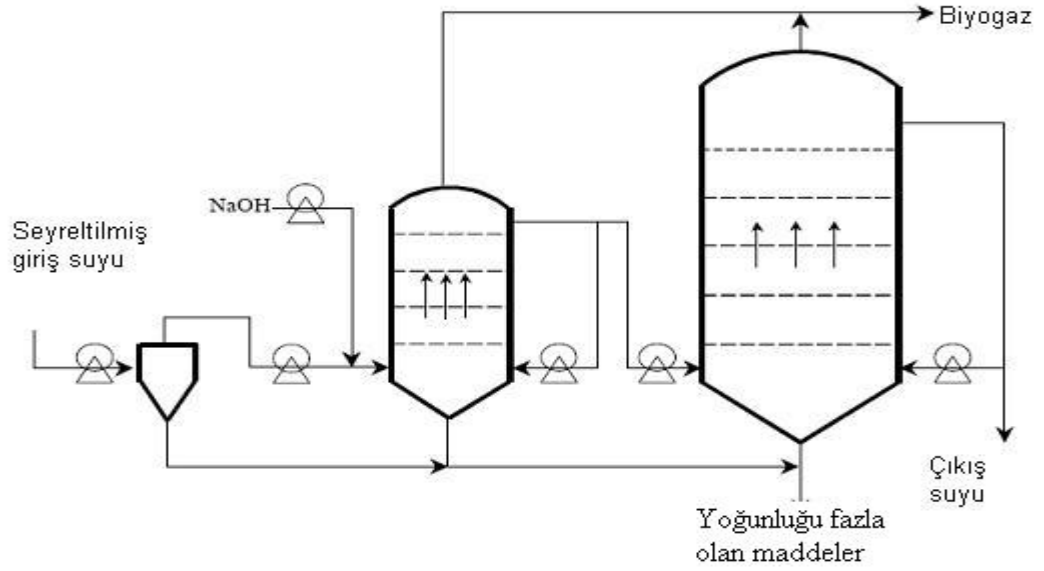 Biyogaz
NaOH
Seyreltilmiş
giriş suyu
Çıkış
suyu
Yoğunluğu fazla
olan maddeler